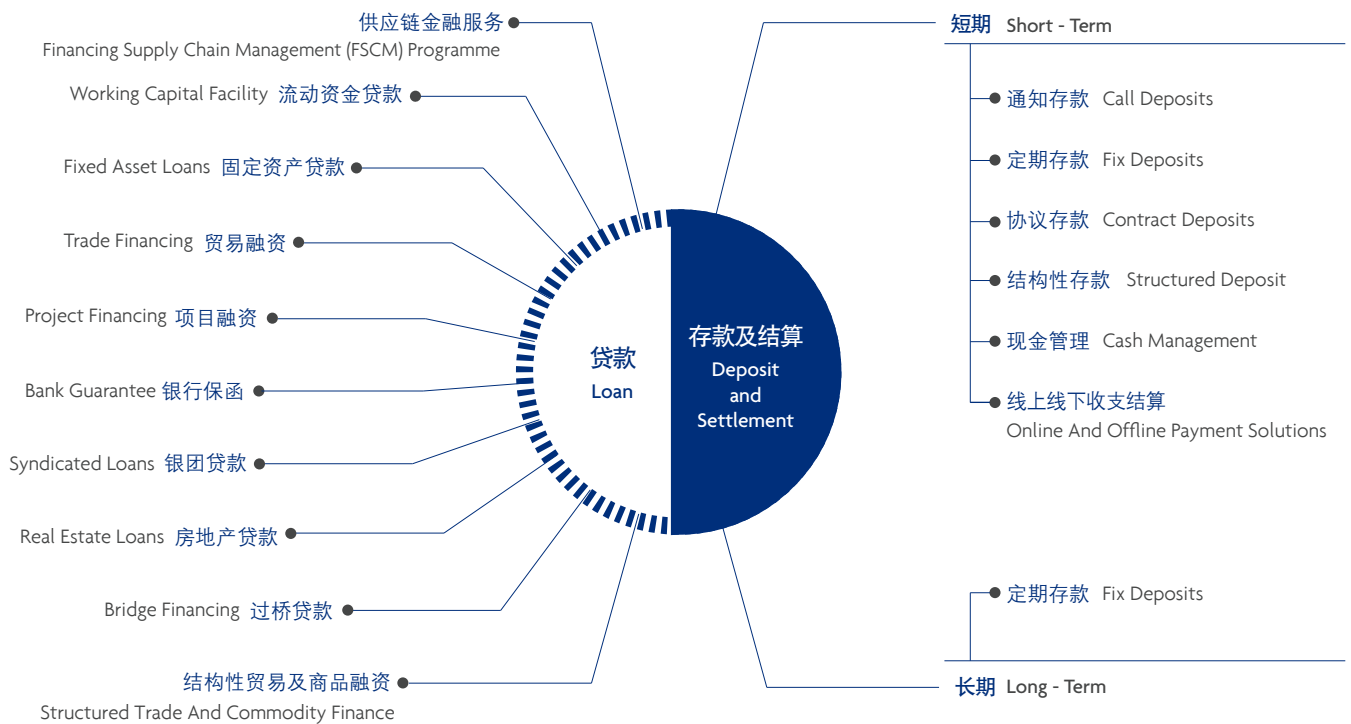 供应链金融服务
Financing Supply Chain Management (FSCM) Programme
Working Capital Facility 流动资金贷款
Fixed Asset Loans 固定资产贷款
Trade Financing 贸易融资
Project Financing 项目融资
Bank Guarantee 银行保函
Syndicated Loans 银团贷款
Real Estate Loans 房地产贷款
Bridge Financing 过桥贷款
结构性贸易及商品融资
Structured Trade And Commodity Finance
贷款
Loan
存款及结算
Deposit
and
Settlement
短期 Short - Term
通知存款 Call Deposits
定期存款 Fix Deposits
协议存款 Contract Deposits
结构性存款 Structured Deposit
现金管理 Cash Management
线上线下收支结算
Online And Offline Payment Solutions
定期存款 Fix Deposits
长期 Long - Term